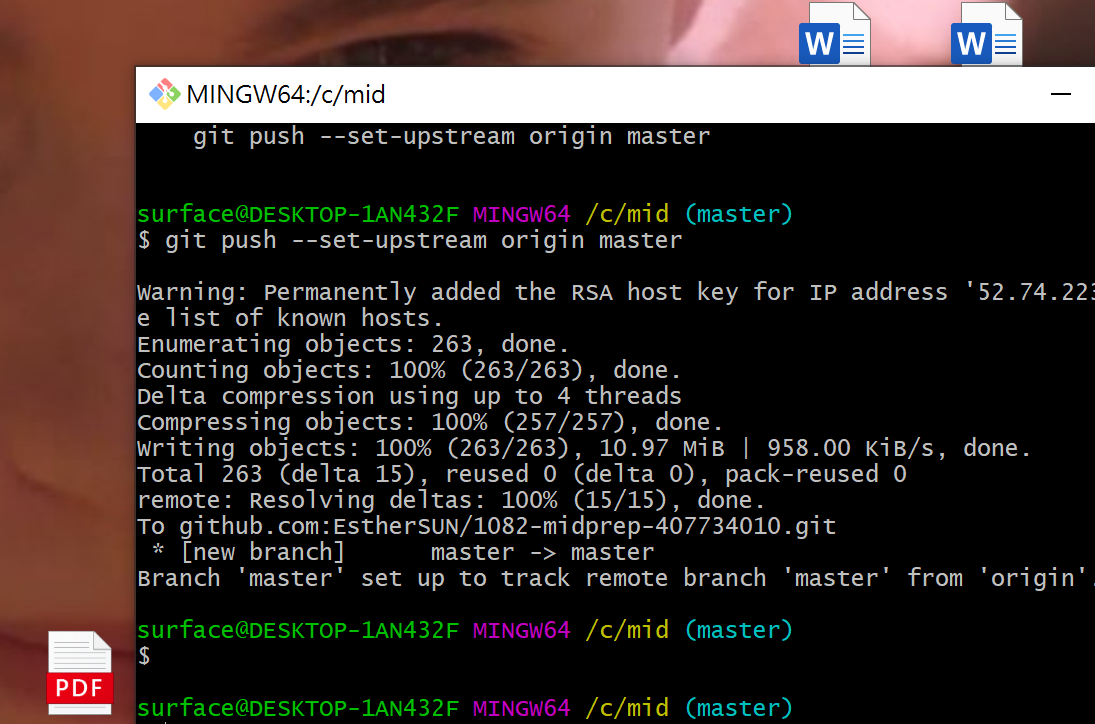 W
W
MINGW64:/c/mid
git push --set-upstream origin master
surface@DESKTOP-1AN432F MINGW64 /c/mid (master)
$ git push --set-upstream origin master
Warning: Permanently added the RSA host key for IP address '52.74.223
e list of known hosts.
Enumerating objects: 263, done.
Counting objects: 100% (263/263), done.
Delta compression using up to 4 threads
Compressing objects: 100% (257/257), done.
Writing objects: 100% (263/263), 10.97 MiB | 958.00 KiB/s, done.
Total 263 (delta 15), reused 0 (delta 0), pack-reused 0
remote: Resolving deltas: 100% (15/15), done.
To github.com:EstherSUN/1082-midprep-407734010.git
* [new branch]      master -> master
Branch 'master' set up to track remote branch 'master' from 'origin'.
surface@DESKTOP-1AN432F MINGW64 /c/mid (master)
$
PDF
surface@DESKTOP-1AN432F MINGW64 /c/mid (master)